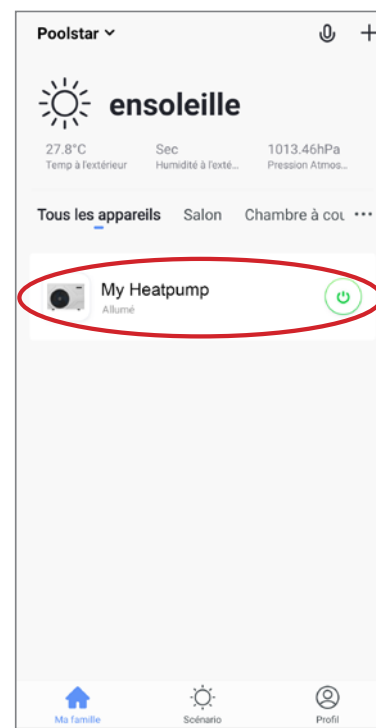 Poolstar
ensoleille
27.8°C Sec 1013.46hPa
Temp à l'extérieur Humidité à l'exté... Pression Atmos...
Tous les appareils Salon Chambre à cou ...
My Heatpump
Allumé
Ma famille Scénario Profil